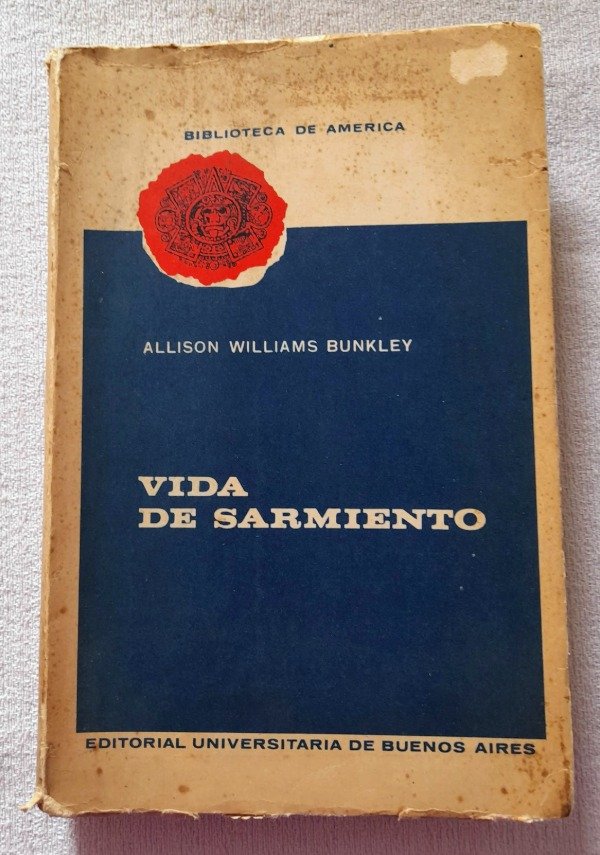 BIBLIOTECA DE AMERICA
ALLISON WILLIAMS BUNKLEY
VIDA
DE SARMIENTO
EDITORIAL UNIVERSITARIA DE BUENOS AIRES